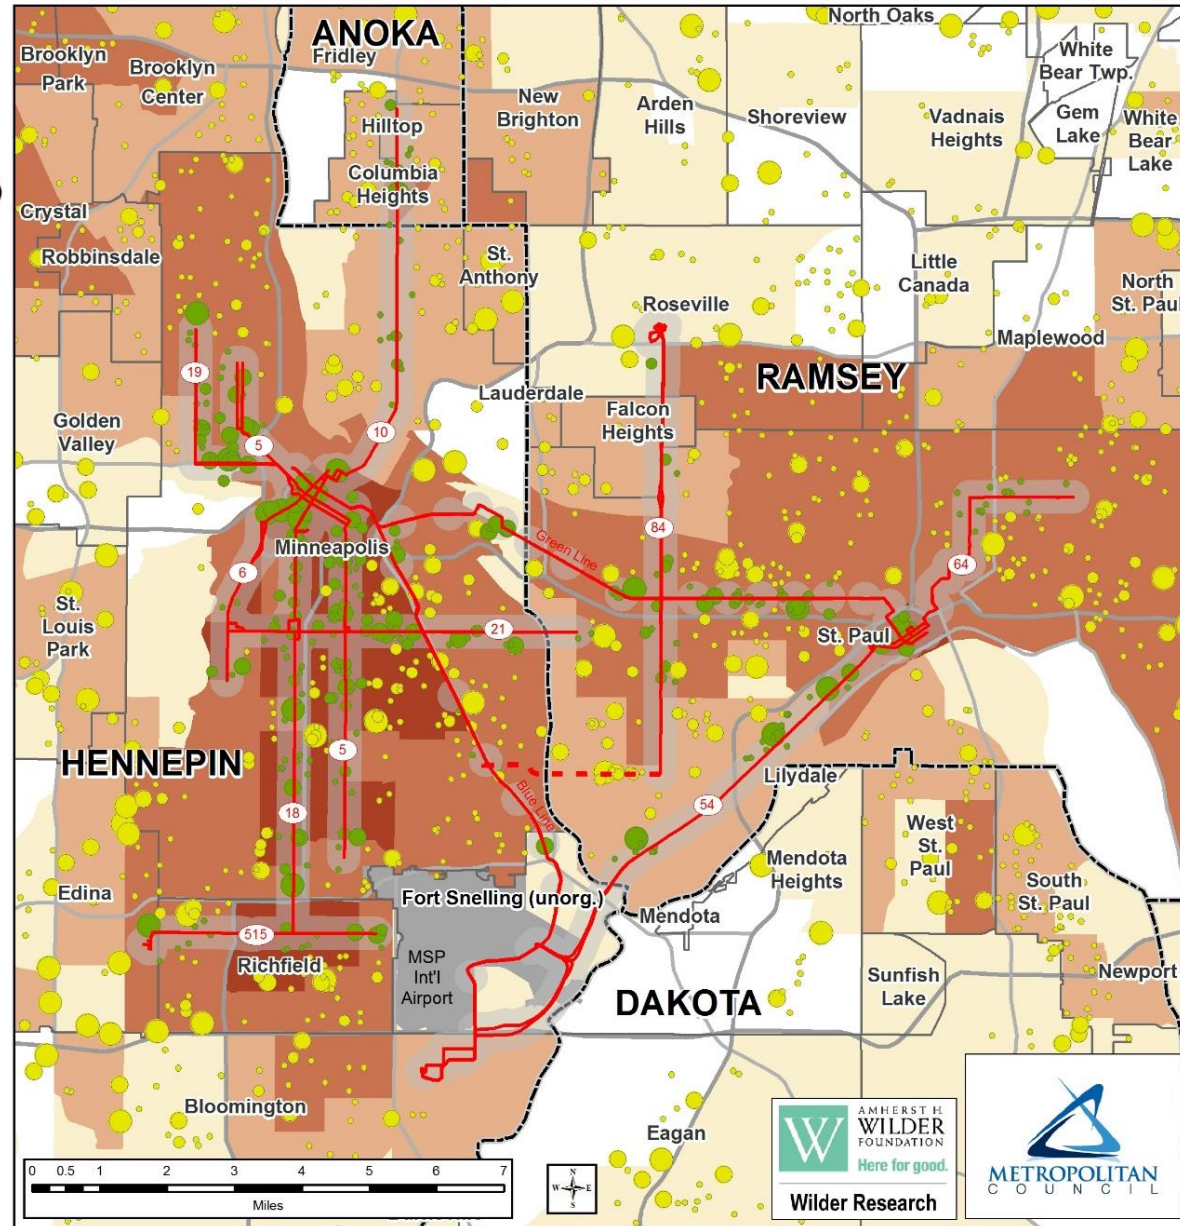 ANOKA
Fridley
Brooklyn
Park
Brooklyn
Center
North Oaks
White
Bear Twp.
Gem
Lake
White
Bear
Lake
Hilltop
New
Brighton
Arden
Hills
Shoreview
Vadnais
Heights
Columbia
Heights
Crystal
Robbinsdale
St.
Anthony
Little
Canada
North
St. Paul
Roseville
Maplewood
19
Lauderdale
RAMSEY
Golden
Valley
5
10
Falcon
Heights
84
Green Line
Minneapolis
6
64
St.
Louis
Park
21
St. Paul
HENNEPIN
5
Blue Line
Lilydale
18
54
West
St.
Paul
Mendota
Heights
South
St. Paul
Edina
Fort Snelling (unorg.)
Mendota
515
Richfield
MSP
Int'l
Airport
Sunfish
Lake
Newport
DAKOTA
Bloomington
Eagan
0 0.5 1 2 3 4 5 6 7
Miles
N
W E
S
W
AMHERST H.
WILDER
FOUNDATION
Here for good.
Wilder Research
METROPOLITAN
COUNCIL